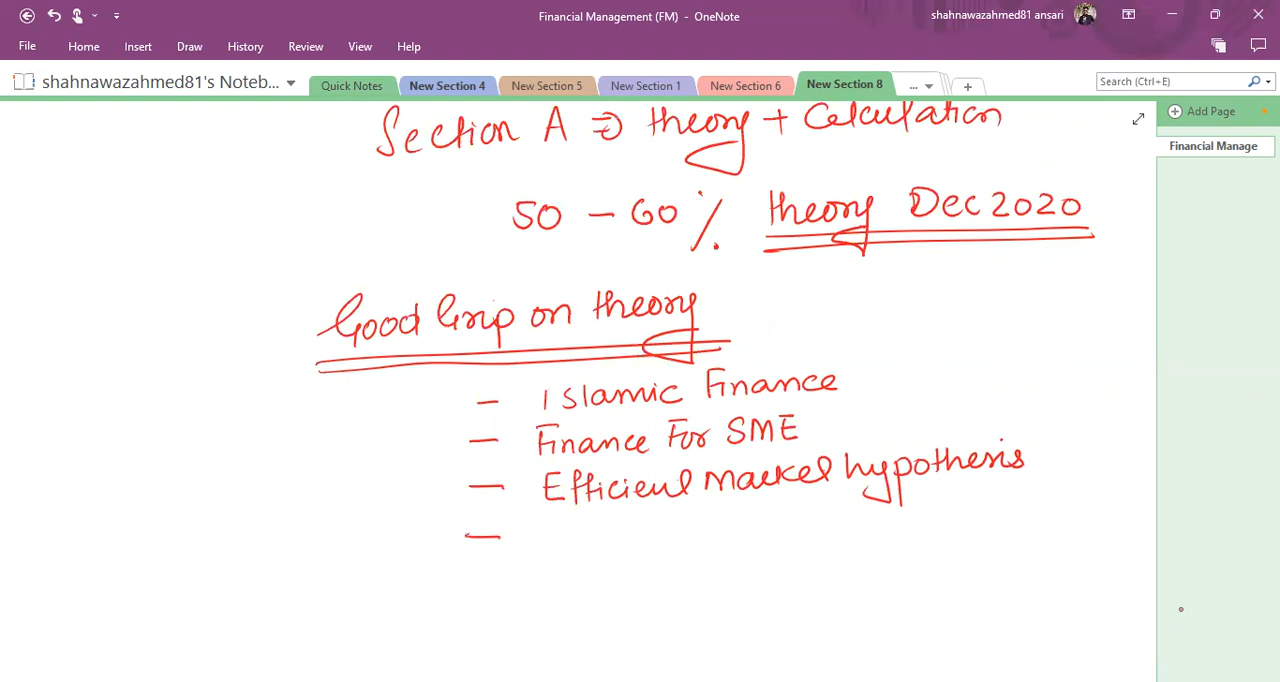 Financial Management (FM) - OneNote
shahnawazahmed81 ansari
File Home Insert Draw History Review View Help
shahnawazahmed81's Noteb...
Quick Notes New Section 4 New Section 5 New Section 1 New Section 6 New Section 8 ...
Search (Ctrl+E)
Add Page
Financial Manage
Section A ⇒ theory + Calculation
50 – 60 % theory Dec 2020
Good Grip on theory
– Islamic Finance
– Finance For SME
– Efficient market hypothesis
–